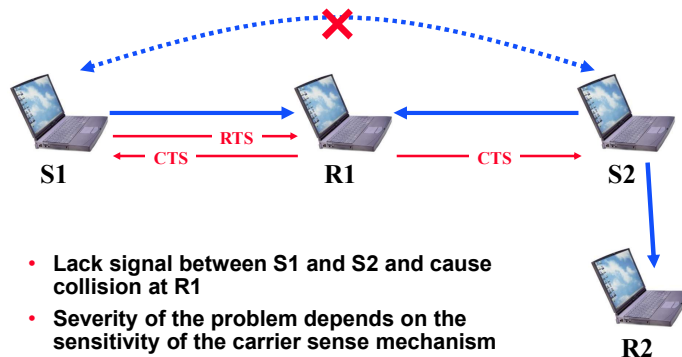 RTS
CTS
CTS
S1
R1
S2
• Lack signal between S1 and S2 and cause
collision at R1
• Severity of the problem depends on the
sensitivity of the carrier sense mechanism
R2